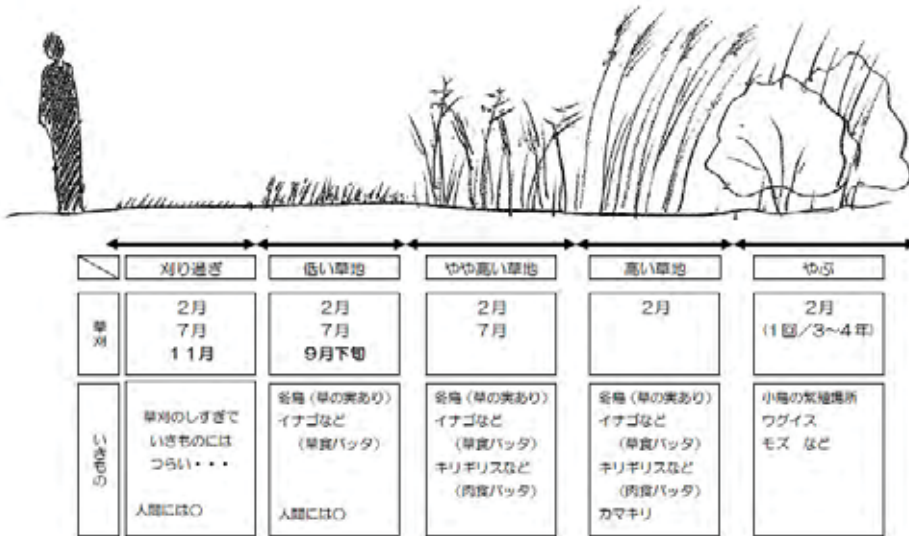 刈り過ぎ
低い草地
やや高い草地
高い草地
やぶ
草刈
2月
7月
11月
2月
7月
9月下旬
2月
7月
2月
2月
(1回/3~4年)
いきもの
草刈のしすぎで
いきものには
つらい・・・
人間には○
冬鳥(草の実あり)
イナゴなど
(草食バッタ)
人間には○
冬鳥(草の実あり)
イナゴなど
(草食バッタ)
キリギリスなど
(肉食バッタ)
冬鳥(草の実あり)
イナゴなど
(草食バッタ)
キリギリスなど
(肉食バッタ)
カマキリ
小鳥の繁殖場所
ウグイス
モズ など